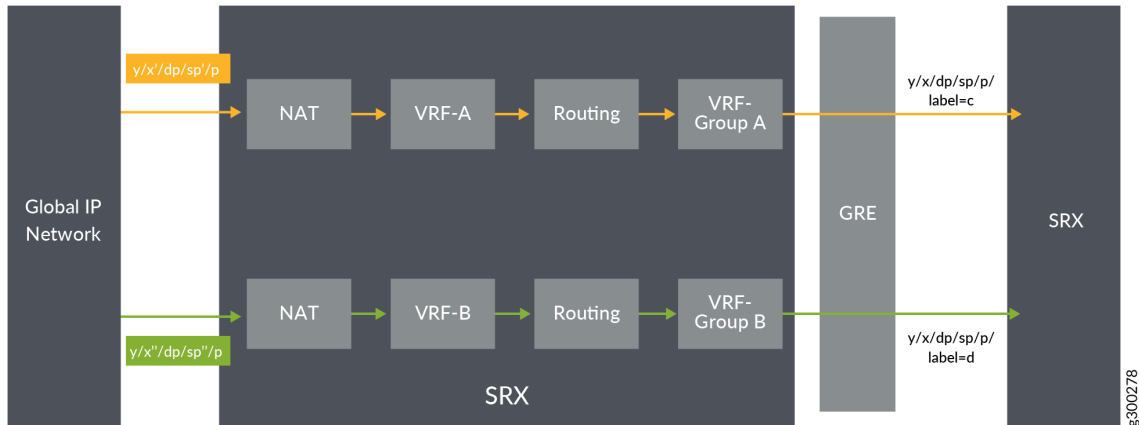 Global IP
Network
y/x'/dp/sp'/p
NAT
VRF-A
Routing
VRF-
Group A
y/x/dp/sp/p/
label=c
GRE
SRX
NAT
VRF-B
Routing
VRF-
Group B
y/x''/dp/sp''/p
y/x/dp/sp/p/
label=d
SRX
g300278